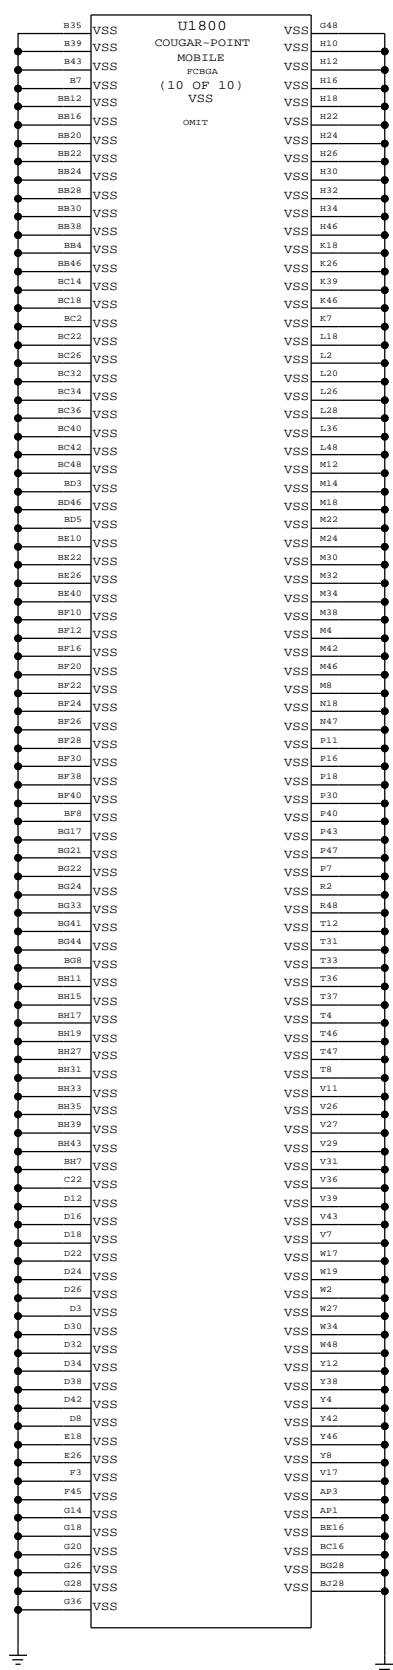 B35 VSS U1800 VSS G48
B39 VSS COUGAR-POINT VSS H10
B43 VSS MOBILE VSS H12
FCBGA
B7 VSS (10 OF 10) VSS H16
BB12 VSS VSS VSS H18
BB16 VSS OMIT VSS H22
BB20 VSS VSS H24
BB22 VSS VSS H26
BB24 VSS VSS H30
BB28 VSS VSS H32
BB30 VSS VSS H34
BB38 VSS VSS H46
BB4 VSS VSS K18
BB46 VSS VSS K26
BC14 VSS VSS K39
BC18 VSS VSS K46
BC2 VSS VSS K7
BC22 VSS VSS L18
BC26 VSS VSS L2
BC32 VSS VSS L20
BC34 VSS VSS L26
BC36 VSS VSS L28
BC40 VSS VSS L36
BC42 VSS VSS L48
BC48 VSS VSS M12
BD3 VSS VSS M14
BD46 VSS VSS M18
BD5 VSS VSS M22
BE10 VSS VSS M24
BE22 VSS VSS M30
BE26 VSS VSS M32
BE40 VSS VSS M34
BF10 VSS VSS M38
BF12 VSS VSS M4
BF16 VSS VSS M42
BF20 VSS VSS M46
BF22 VSS VSS M8
BF24 VSS VSS N18
BF26 VSS VSS N47
BF28 VSS VSS P11
BF30 VSS VSS P16
BF38 VSS VSS P18
BF40 VSS VSS P30
BF8 VSS VSS P40
BG17 VSS VSS P43
BG21 VSS VSS P47
BG22 VSS VSS P7
BG24 VSS VSS R2
BG33 VSS VSS R48
BG41 VSS VSS T12
BG44 VSS VSS T31
BG8 VSS VSS T33
BH11 VSS VSS T36
BH15 VSS VSS T37
BH17 VSS VSS T4
BH19 VSS VSS T46
BH27 VSS VSS T47
BH31 VSS VSS T8
BH33 VSS VSS V11
BH35 VSS VSS V26
BH39 VSS VSS V27
BH43 VSS VSS V29
BH7 VSS VSS V31
C22 VSS VSS V36
D12 VSS VSS V39
D16 VSS VSS V43
D18 VSS VSS V7
D22 VSS VSS W17
D24 VSS VSS W19
D26 VSS VSS W2
D3 VSS VSS W27
D30 VSS VSS W34
D32 VSS VSS W48
D34 VSS VSS Y12
D38 VSS VSS Y38
D42 VSS VSS Y4
D8 VSS VSS Y42
E18 VSS VSS Y46
E26 VSS VSS Y8
F3 VSS VSS V17
F45 VSS VSS AP3
G14 VSS VSS AP1
G18 VSS VSS BE16
G20 VSS VSS BC16
G26 VSS VSS BG28
G28 VSS VSS BJ28
G36 VSS